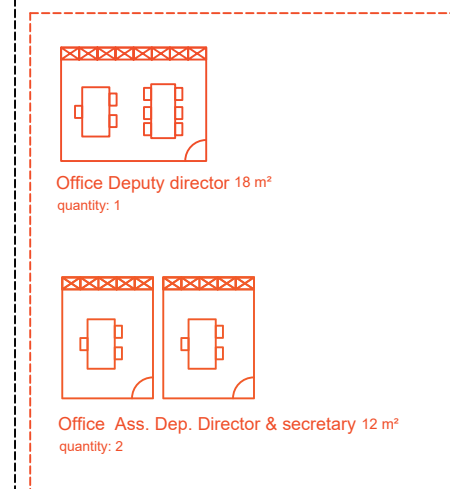 Office Deputy director 18 m²
quantity: 1
Office Ass. Dep. Director & secretary 12 m²
quantity: 2